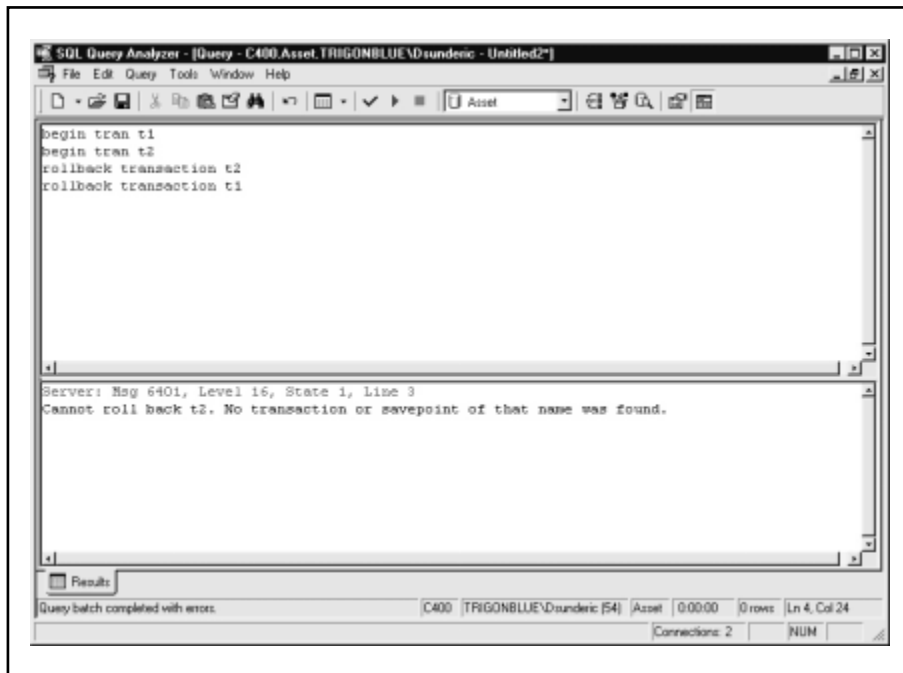 SQL Query Analyzer - [Query - C400.Asset.TRIGONBLUE\Dsunderic - Untitled2*]
File Edit Query Tools Window Help
Asset
begin tran t1
begin tran t2
rollback transaction t2
rollback transaction t1
Server: Msg 6401, Level 16, State 1, Line 3
Cannot roll back t2. No transaction or savepoint of that name was found.
Results
Query batch completed with errors. C400 TRIGONBLUE\Dsunderic (54) Asset 0:00:00 0 rows Ln 4, Col 24
Connections: 2 NUM